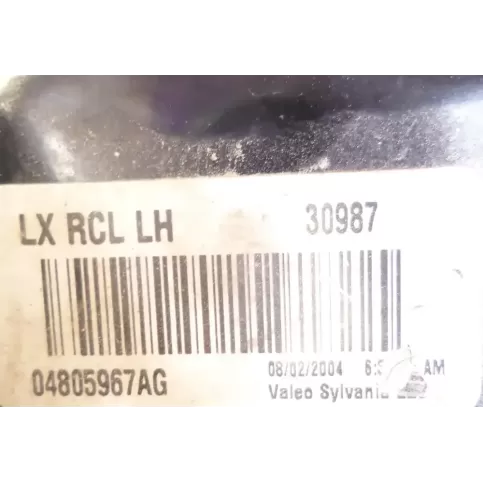 LX RCL LH 30987
04805967AG
08/02/2004 AM
Valeo Sylvania